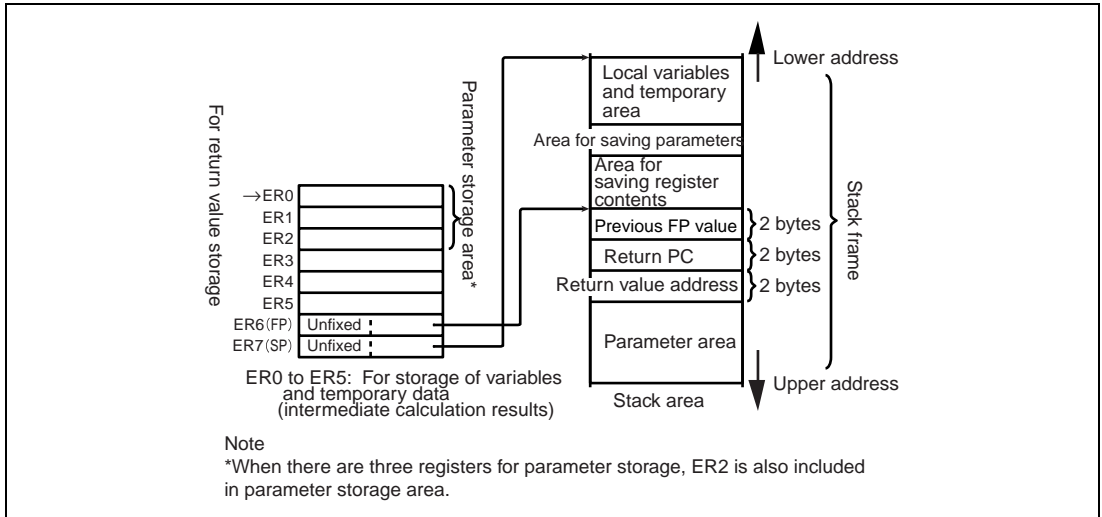 For return value storage
→ER0
ER1
ER2
ER3
ER4
ER5
ER6(FP) Unfixed
ER7(SP) Unfixed
Parameter storage area*
ER0 to ER5: For storage of variables
and temporary data
(intermediate calculation results)
Local variables
and temporary
area
Area for saving parameters
Area for
saving register
contents
Previous FP value
2 bytes
Return PC
2 bytes
Return value address
2 bytes
Parameter area
Stack area
Lower address
Stack frame
Upper address
Note
*When there are three registers for parameter storage, ER2 is also included
in parameter storage area.